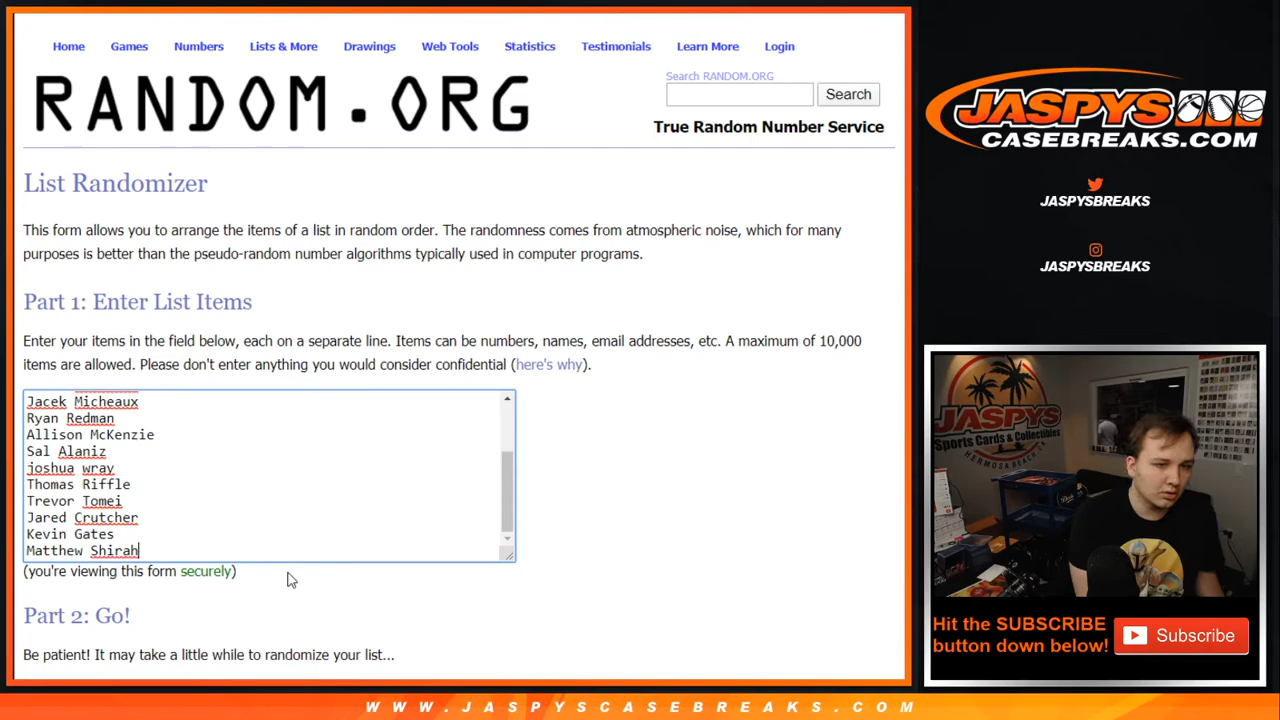 Home Games Numbers Lists & More Drawings Web Tools Statistics Testimonials Learn More Login
RANDOM.ORG
Search RANDOM.ORG
Search
True Random Number Service
List Randomizer
This form allows you to arrange the items of a list in random order. The randomness comes from atmospheric noise, which for many
purposes is better than the pseudo-random number algorithms typically used in computer programs.
Part 1: Enter List Items
Enter your items in the field below, each on a separate line. Items can be numbers, names, email addresses, etc. A maximum of 10,000
items are allowed. Please don't enter anything you would consider confidential (here's why).
Jacek Micheaux
Ryan Redman
Allison McKenzie
Sal Alaniz
joshua wray
Thomas Riffle
Trevor Tomei
Jared Crutcher
Kevin Gates
Matthew Shirah
(you're viewing this form securely)
Part 2: Go!
Be patient! It may take a little while to randomize your list...
JASPYS
CASEBREAKS.COM
JASPYSBREAKS
JASPYSBREAKS
JASPYS
Sports Cards & Collectibles
HERMOSA BEACH, CA
Hit the SUBSCRIBE
button down below!
Subscribe
WWW.JASPYSCASEBREAKS.COM